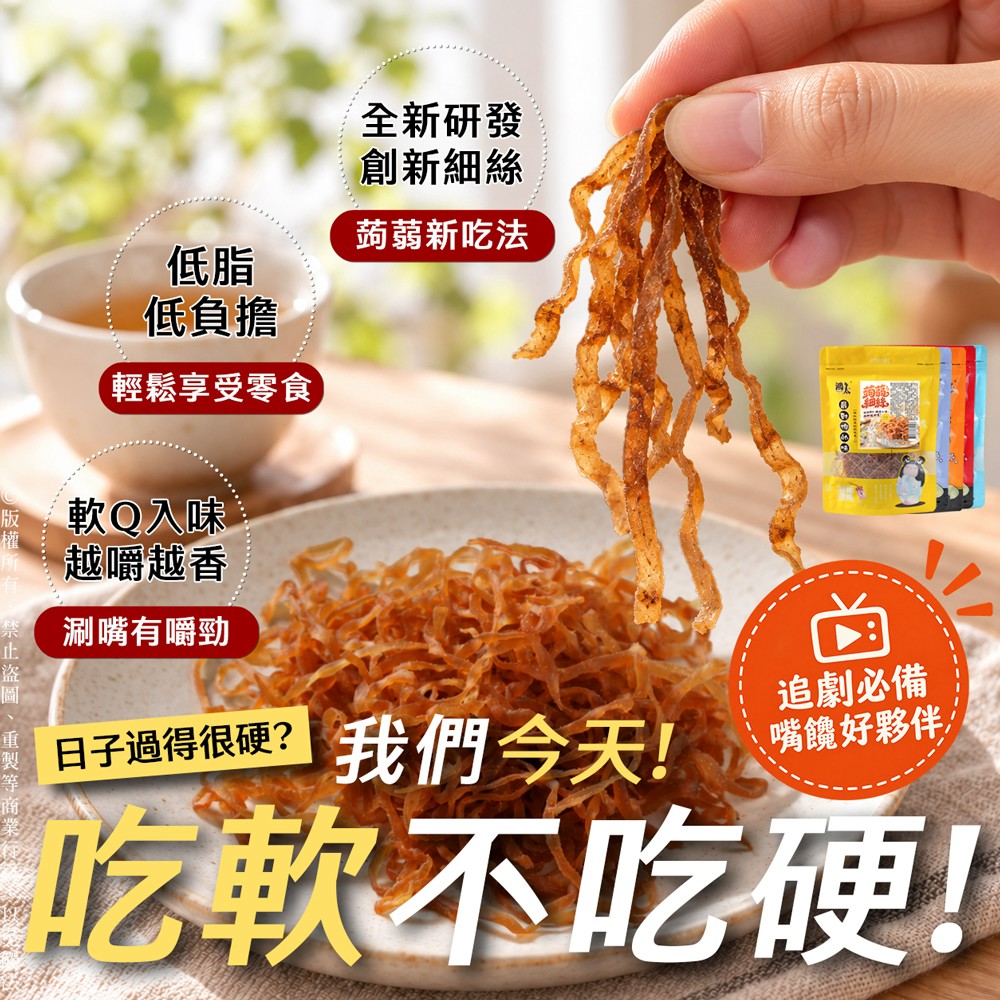 全新研發
創新細絲
蒟蒻新吃法
低脂
低負擔
輕鬆享受零食
軟Q入味
越嚼越香
涮嘴有嚼勁
蒟蒻
細絲
追劇必備
嘴饞好夥伴
日子過得很硬?
我們今天!
吃軟不吃硬!
©版權所有、禁止盜圖、重製等商業行